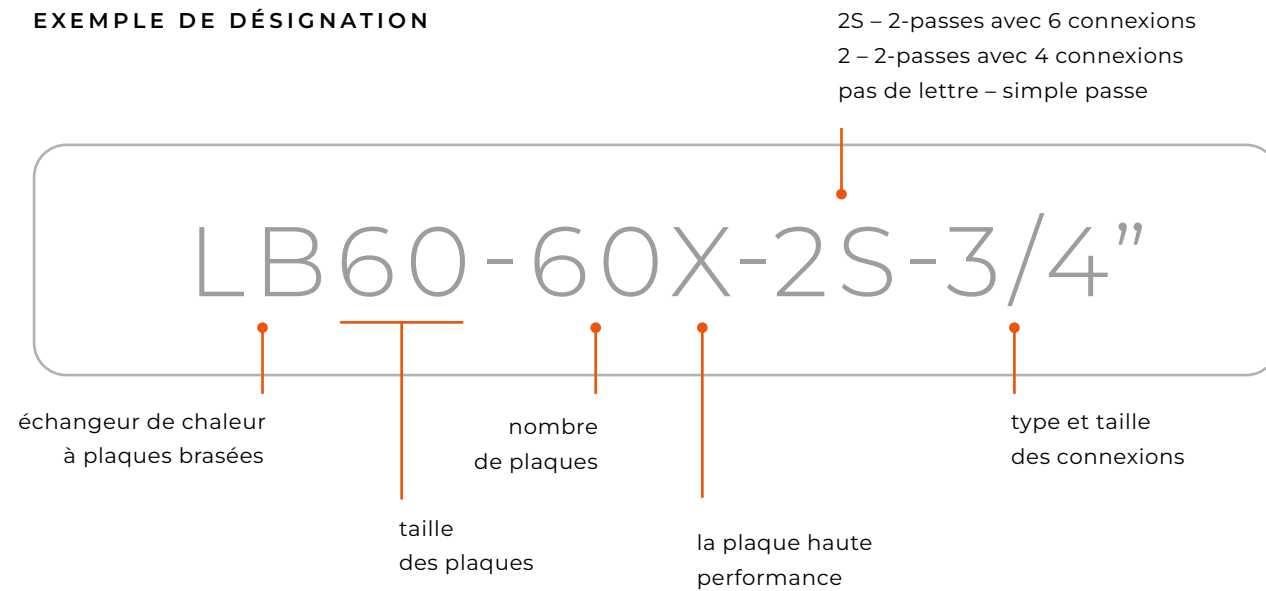 EXEMPLE DE DÉSIGNATION
2S – 2-passes avec 6 connexions
2 – 2-passes avec 4 connexions
pas de lettre – simple passe
LB60-60X-2S-3/4”
échangeur de chaleur
à plaques brasées
taille
des plaques
nombre
de plaques
la plaque haute
performance
type et taille
des connexions